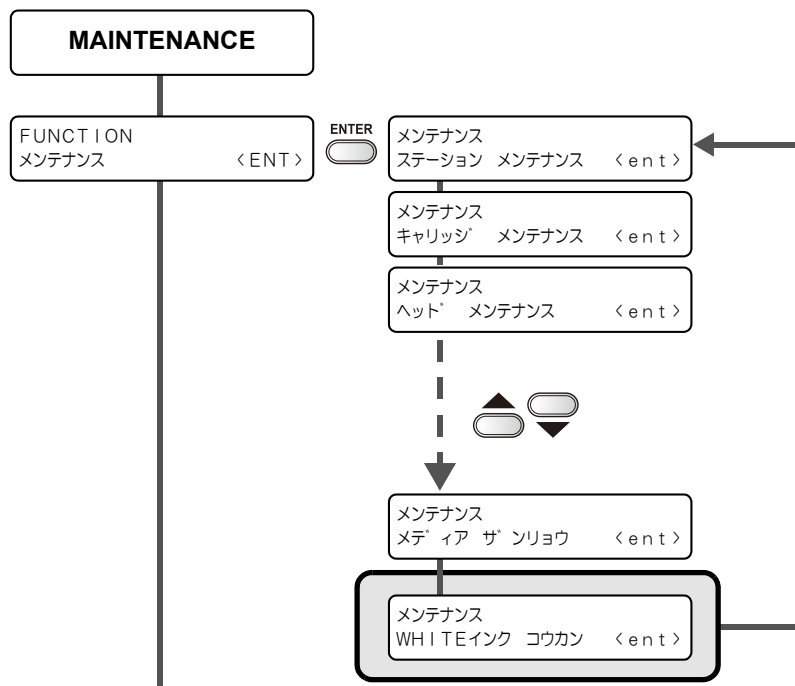 MAINTENANCE
FUNCTION
メンテナンス <ENT>
ENTER
メンテナンス
ステーション メンテナンス <ent>
メンテナンス
キャリッジ メンテナンス <ent>
メンテナンス
ヘッド メンテナンス <ent>
メンテナンス
メディア ザンリョウ <ent>
メンテナンス
WHITEインク コウカン <ent>